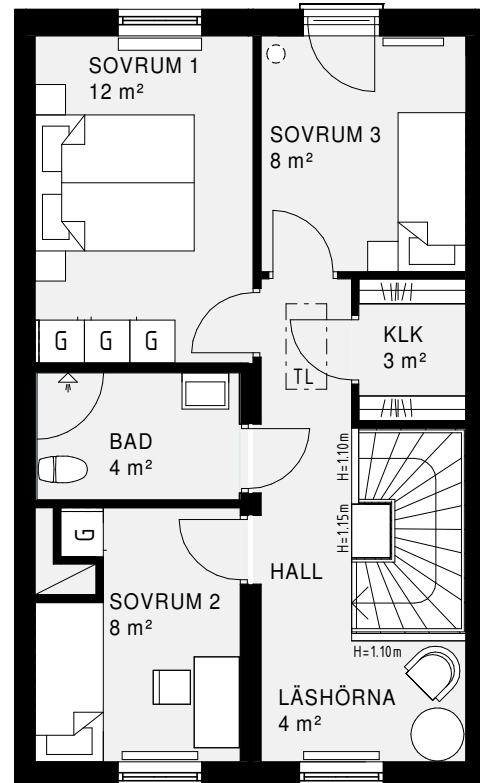 SOVRUM 1
12 m²
SOVRUM 3
8 m²
G G G
TL
KLK
3 m²
BAD
4 m²
H=1.10m
H=1.15m
G
HALL
SOVRUM 2
8 m²
H=1.10m
LÄSHÖRNA
4 m²